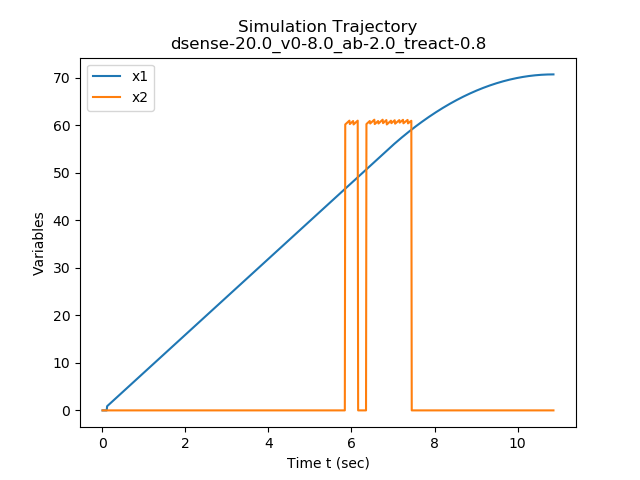 Simulation Trajectory
dsense-20.0_v0-8.0_ab-2.0_treact-0.8
x1
x2
Variables
70
60
50
40
30
20
10
0
0 2 4 6 8 10
Time t (sec)